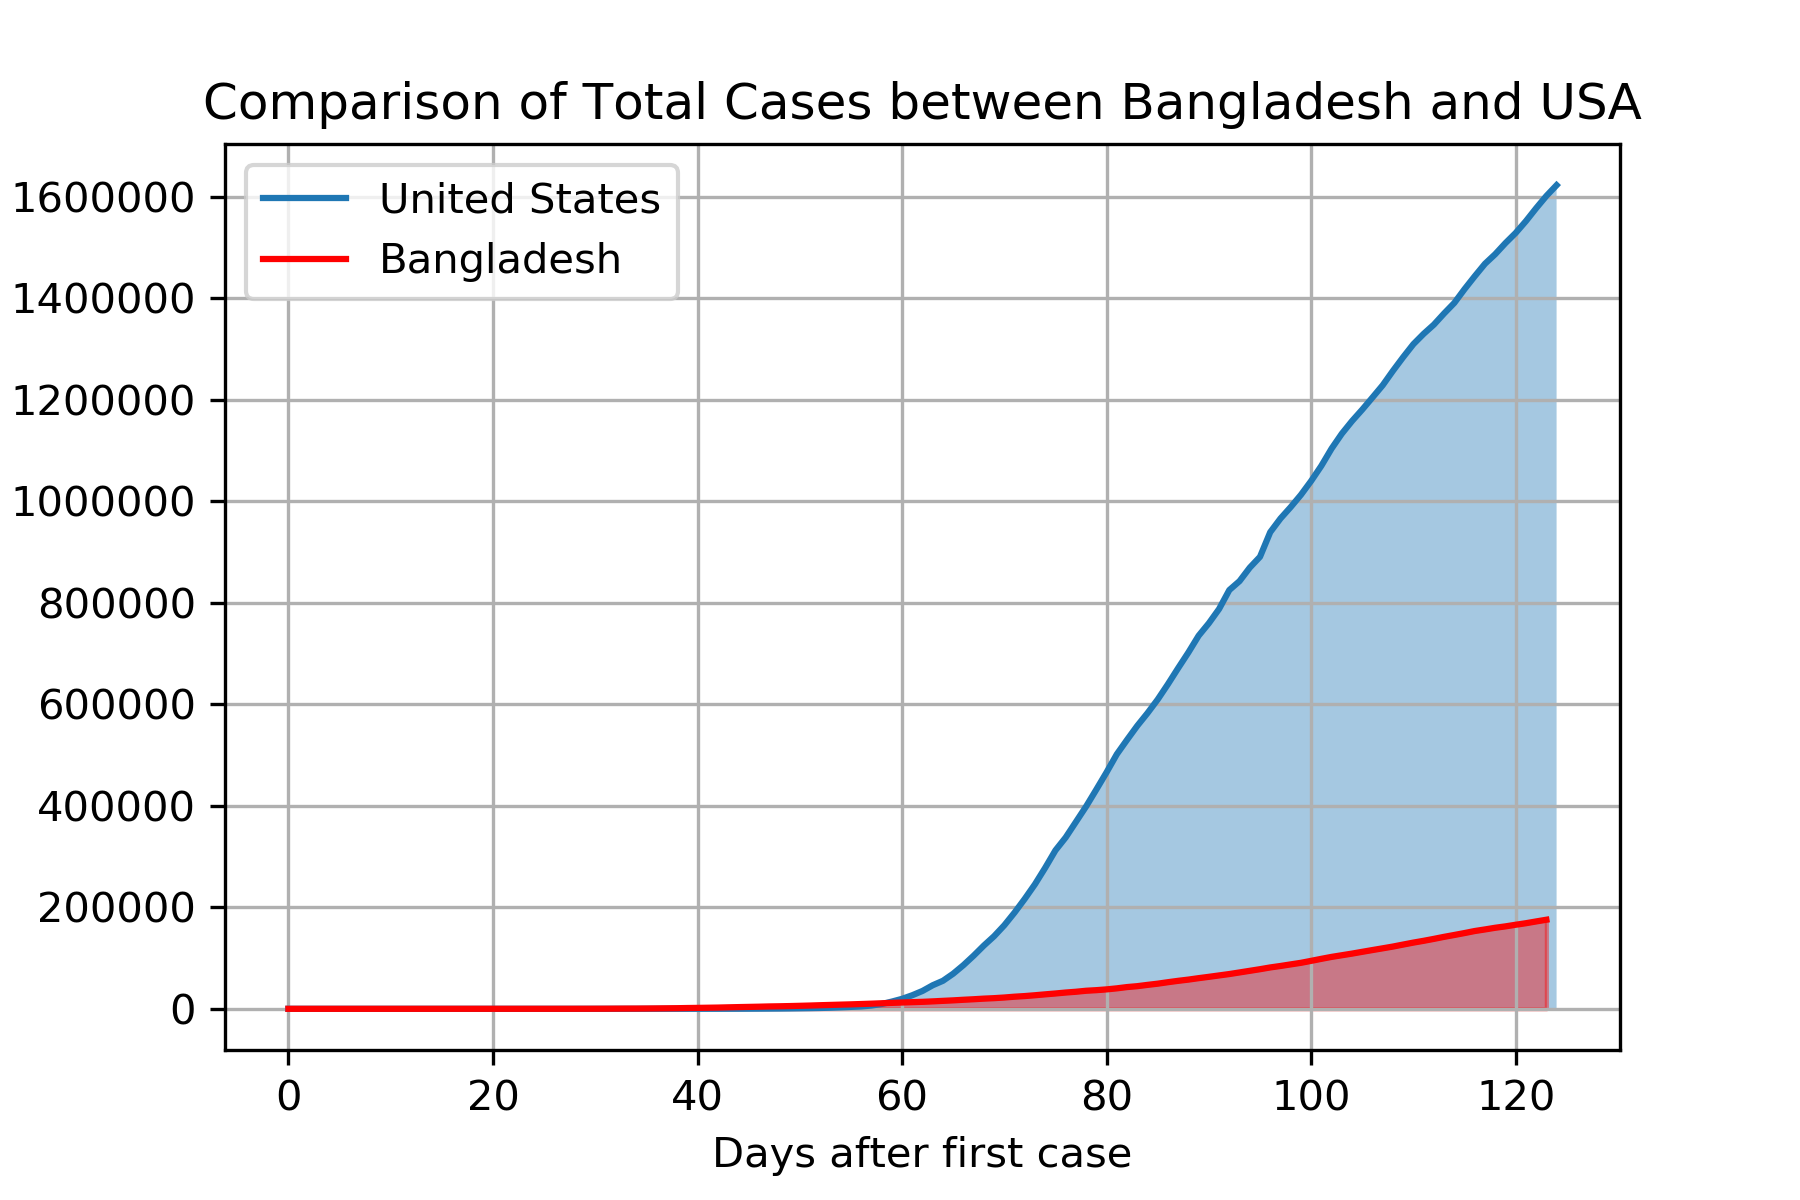 Comparison of Total Cases between Bangladesh and USA
United States
Bangladesh
1600000
1400000
1200000
1000000
800000
600000
400000
200000
0
0 20 40 60 80 100 120
Days after first case